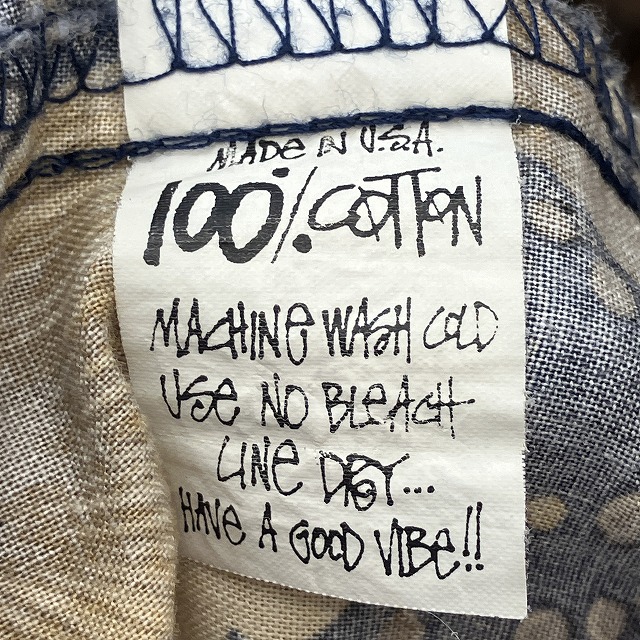 MADe iN U.S.A.
100% COTTON
MACHINe WASH COLD
USe NO BLeACH
LiNe DRY...
HAVe A GOOD ViBe!!